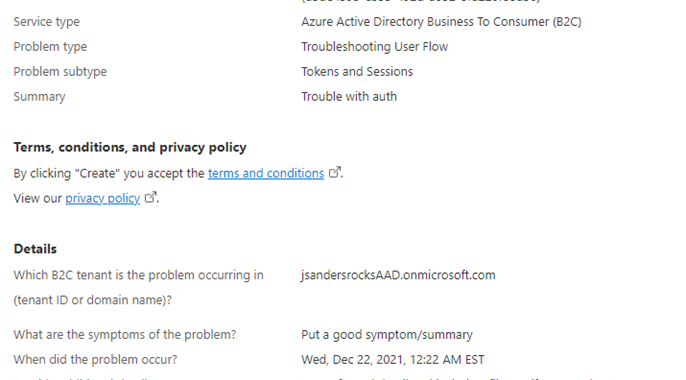 Service type Azure Active Directory Business To Consumer (B2C)
Problem type Troubleshooting User Flow
Problem subtype Tokens and Sessions
Summary Trouble with auth
Terms, conditions, and privacy policy
By clicking "Create" you accept the terms and conditions.
View our privacy policy.
Details
Which B2C tenant is the problem occurring in jsandersrocksAAD.onmicrosoft.com
(tenant ID or domain name)?
What are the symptoms of the problem? Put a good symptom/summary
When did the problem occur? Wed, Dec 22, 2021, 12:22 AM EST